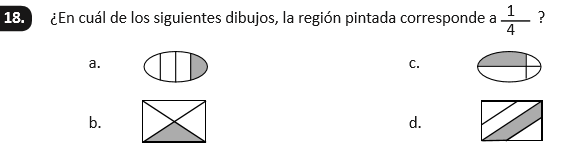 18. ¿En cuál de los siguientes dibujos, la región pintada corresponde a 1/4 ?
a.
c.
b.
d.